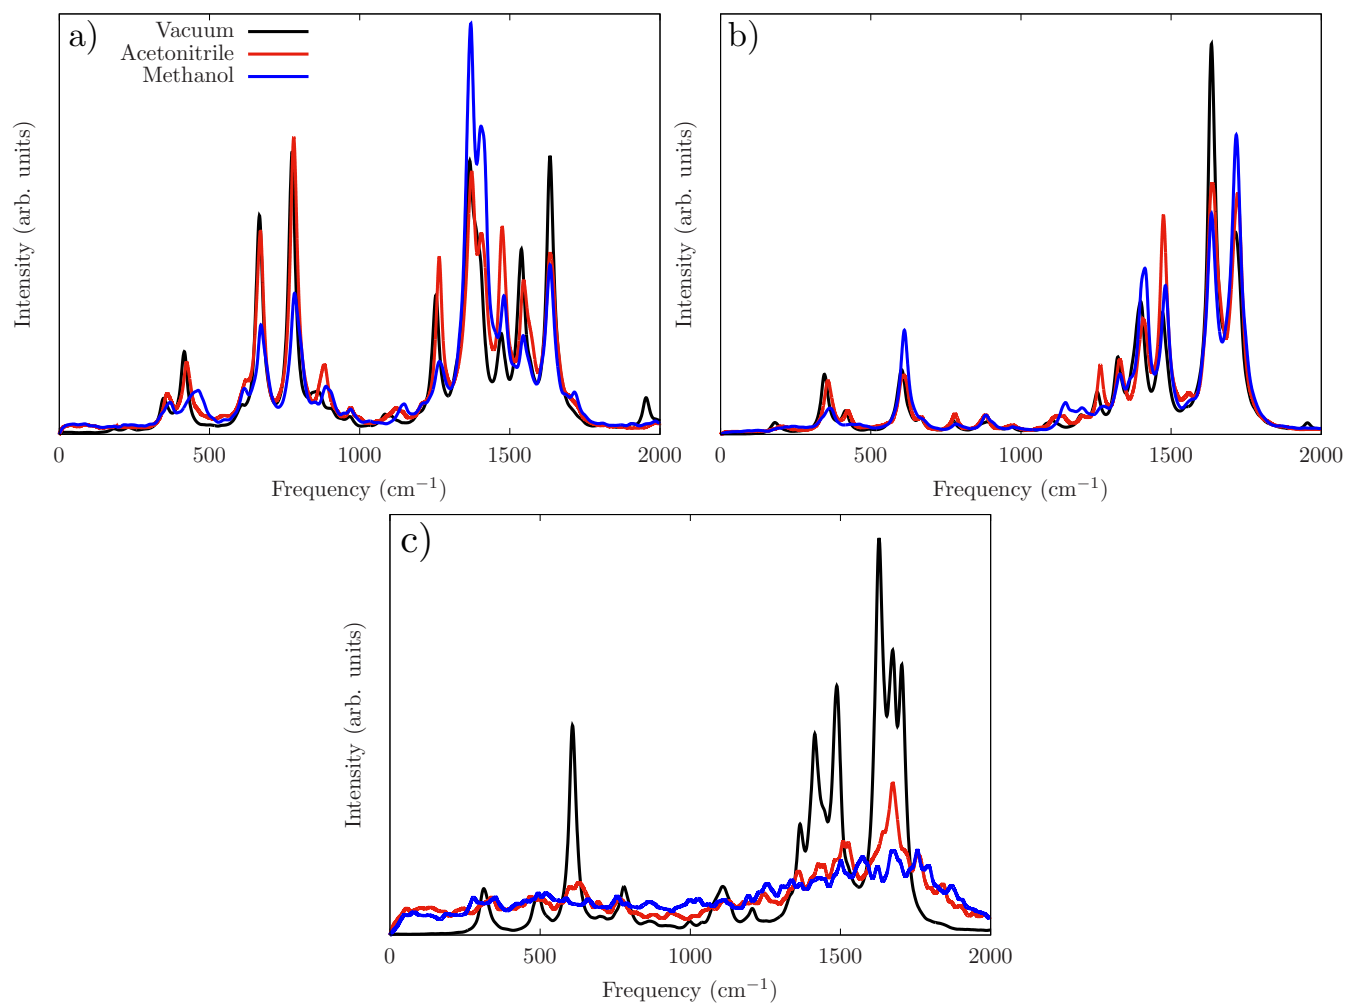 a)
Vacuum
Acetonitrile
Methanol
Intensity (arb. units)
0 500 1000 1500 2000
Frequency (cm⁻¹)
b)
Intensity (arb. units)
0 500 1000 1500 2000
Frequency (cm⁻¹)
c)
Intensity (arb. units)
0 500 1000 1500 2000
Frequency (cm⁻¹)